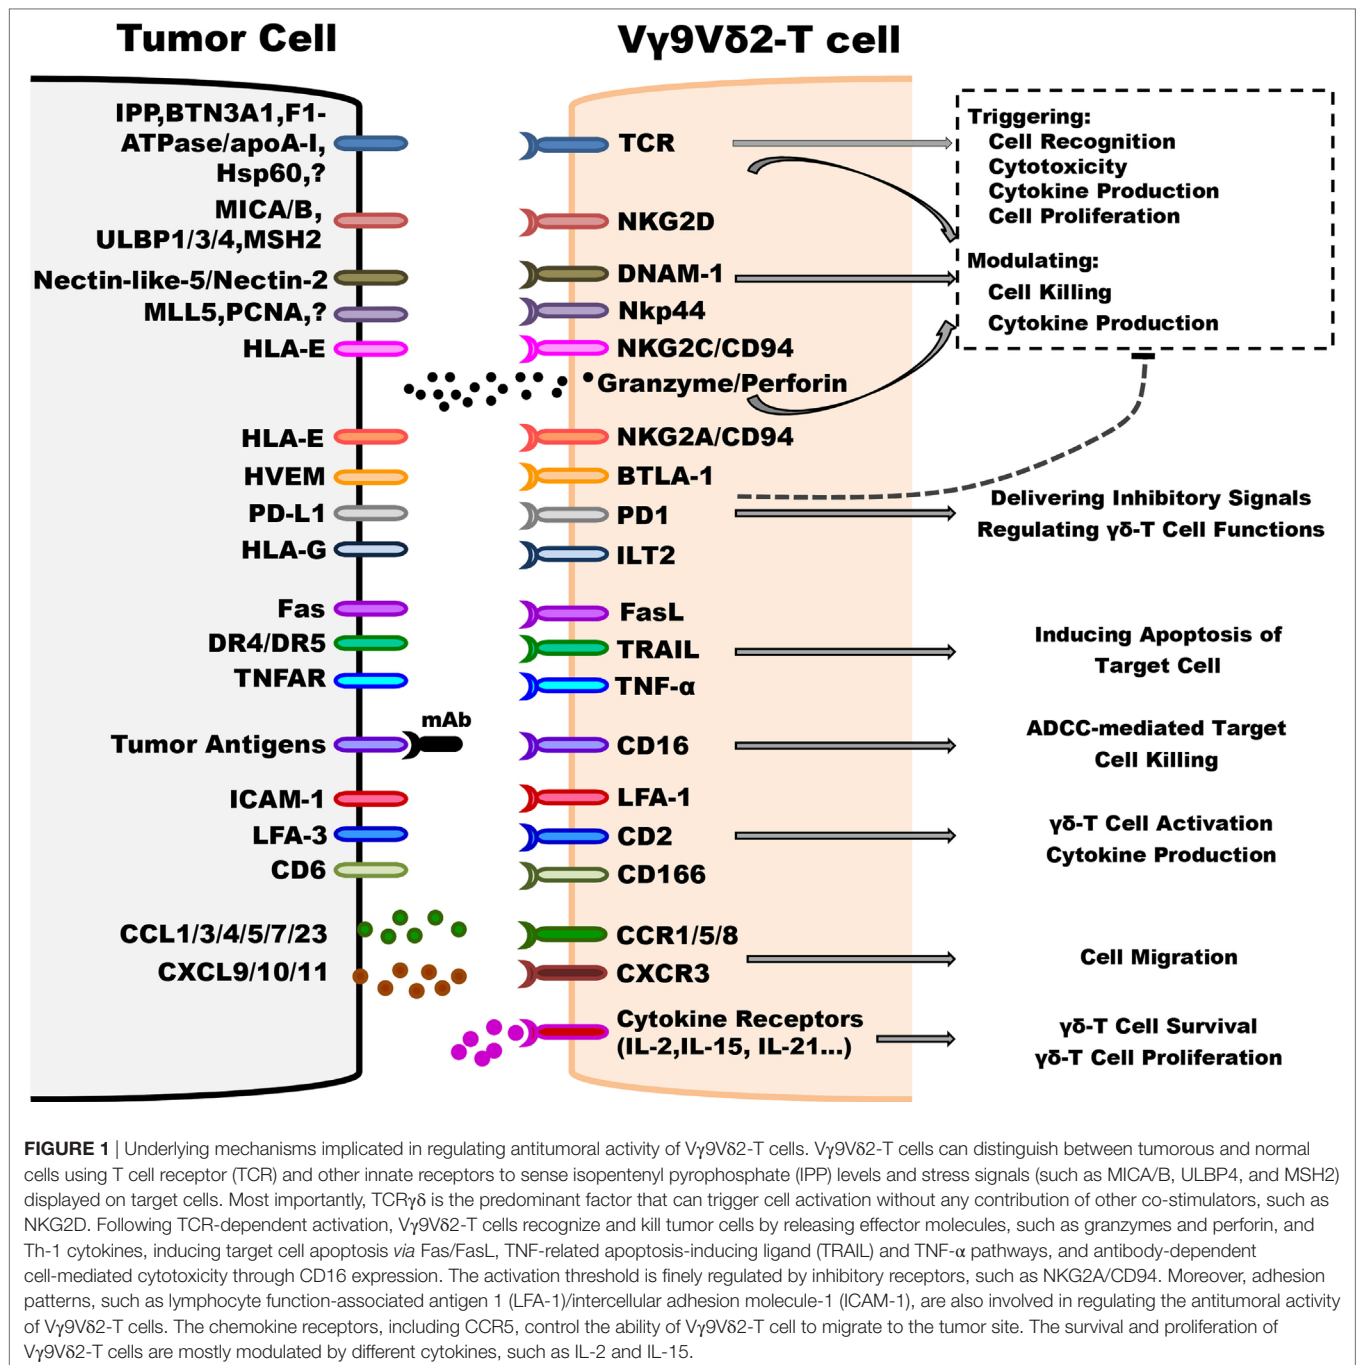 Tumor Cell
Vγ9Vδ2-T cell
IPP,BTN3A1,F1-
ATPase/apoA-I,
Hsp60,?
TCR
MICA/B,
ULBP1/3/4,MSH2
NKG2D
Nectin-like-5/Nectin-2
DNAM-1
MLL5,PCNA,?
Nkp44
HLA-E
NKG2C/CD94
Granzyme/Perforin
Triggering:
Cell Recognition
Cytotoxicity
Cytokine Production
Cell Proliferation
Modulating:
Cell Killing
Cytokine Production
HLA-E
NKG2A/CD94
HVEM
BTLA-1
PD-L1
PD1
HLA-G
ILT2
Delivering Inhibitory Signals
Regulating γδ-T Cell Functions
Fas
FasL
DR4/DR5
TRAIL
TNFAR
TNF-α
Inducing Apoptosis of
Target Cell
Tumor Antigens
mAb
CD16
ADCC-mediated Target
Cell Killing
ICAM-1
LFA-1
LFA-3
CD2
CD6
CD166
γδ-T Cell Activation
Cytokine Production
CCL1/3/4/5/7/23
CCR1/5/8
CXCL9/10/11
CXCR3
Cell Migration
Cytokine Receptors
(IL-2,IL-15, IL-21...)
γδ-T Cell Survival
γδ-T Cell Proliferation
FIGURE 1 | Underlying mechanisms implicated in regulating antitumoral activity of Vγ9Vδ2-T cells. Vγ9Vδ2-T cells can distinguish between tumorous and normal
cells using T cell receptor (TCR) and other innate receptors to sense isopentenyl pyrophosphate (IPP) levels and stress signals (such as MICA/B, ULBP4, and MSH2)
displayed on target cells. Most importantly, TCRγδ is the predominant factor that can trigger cell activation without any contribution of other co-stimulators, such as
NKG2D. Following TCR-dependent activation, Vγ9Vδ2-T cells recognize and kill tumor cells by releasing effector molecules, such as granzymes and perforin, and
Th-1 cytokines, inducing target cell apoptosis via Fas/FasL, TNF-related apoptosis-inducing ligand (TRAIL) and TNF-α pathways, and antibody-dependent
cell-mediated cytotoxicity through CD16 expression. The activation threshold is finely regulated by inhibitory receptors, such as NKG2A/CD94. Moreover, adhesion
patterns, such as lymphocyte function-associated antigen 1 (LFA-1)/intercellular adhesion molecule-1 (ICAM-1), are also involved in regulating the antitumoral activity
of Vγ9Vδ2-T cells. The chemokine receptors, including CCR5, control the ability of Vγ9Vδ2-T cell to migrate to the tumor site. The survival and proliferation of
Vγ9Vδ2-T cells are mostly modulated by different cytokines, such as IL-2 and IL-15.